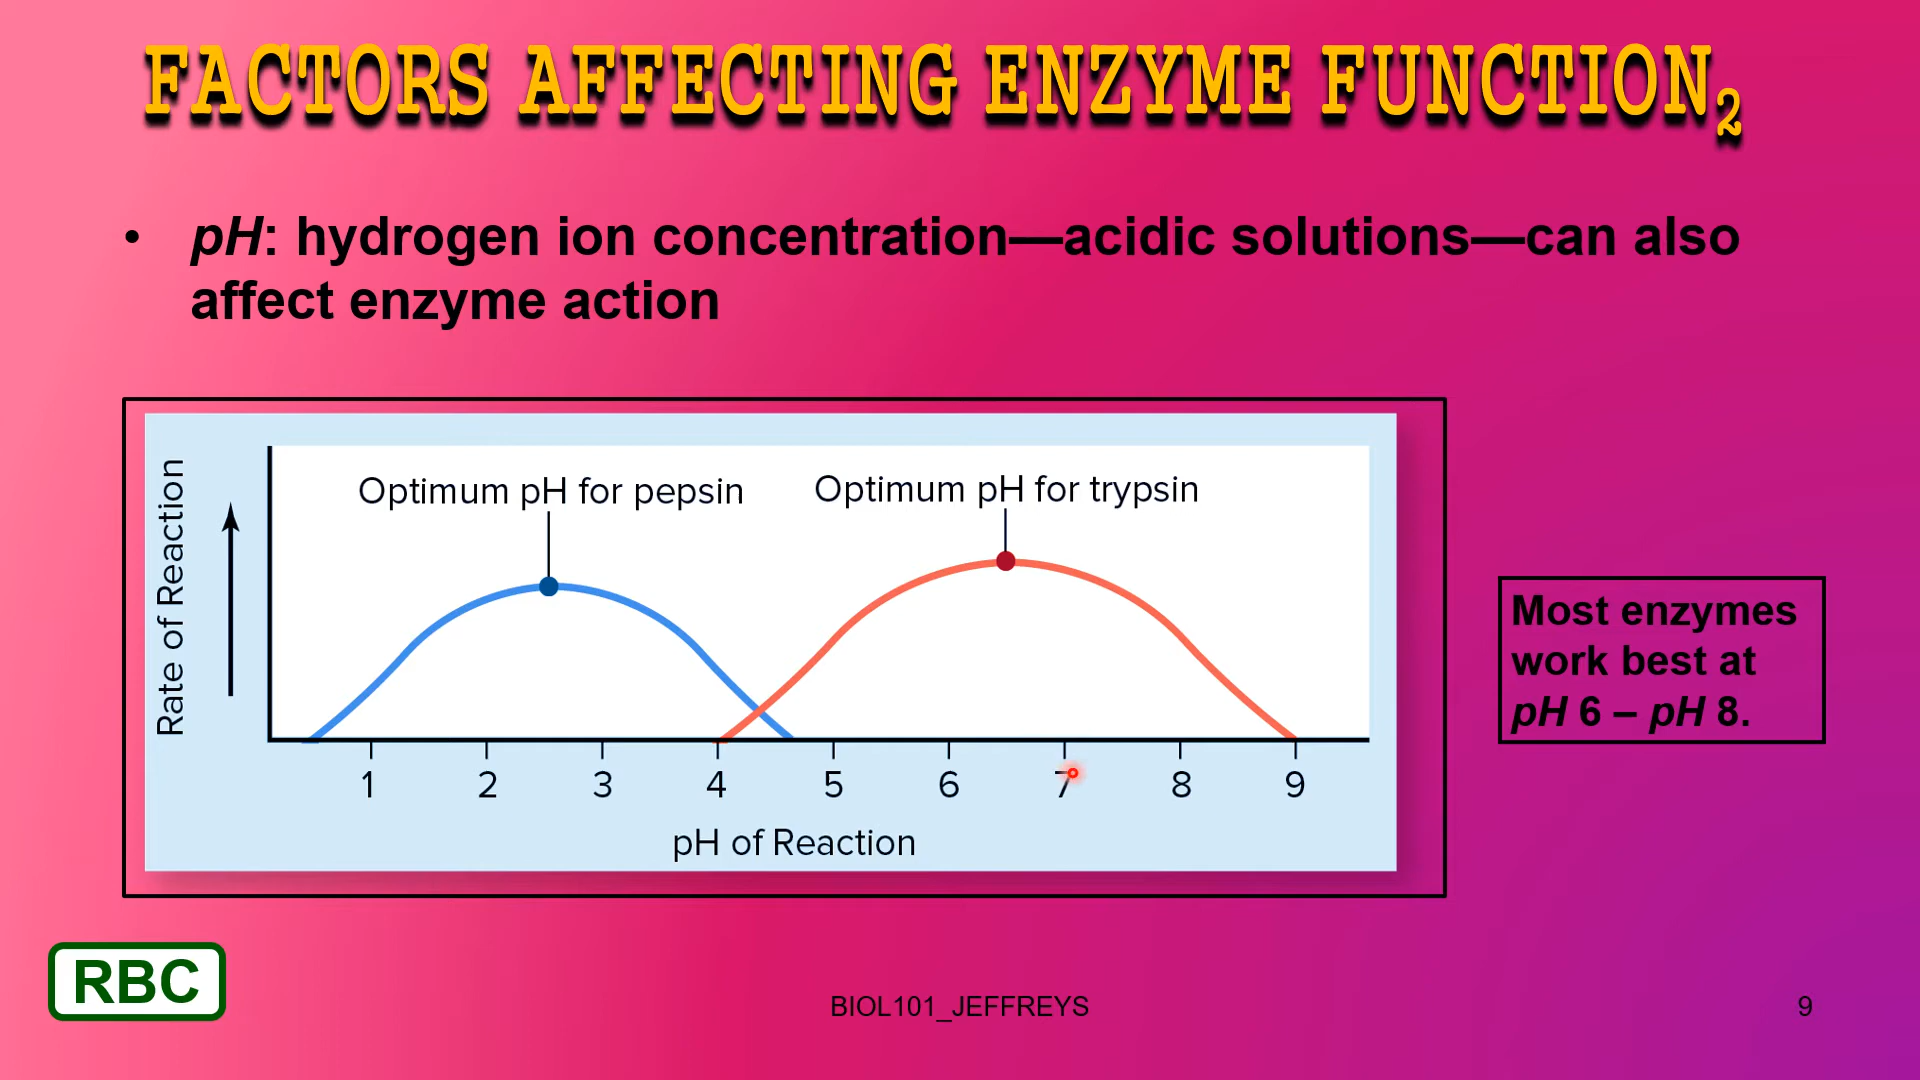 FACTORS AFFECTING ENZYME FUNCTION₂
• pH: hydrogen ion concentration—acidic solutions—can also
affect enzyme action
Rate of Reaction
Optimum pH for pepsin
Optimum pH for trypsin
1 2 3 4 5 6 7 8 9
pH of Reaction
Most enzymes
work best at
pH 6 – pH 8.
RBC
BIOL101_JEFFREYS
9